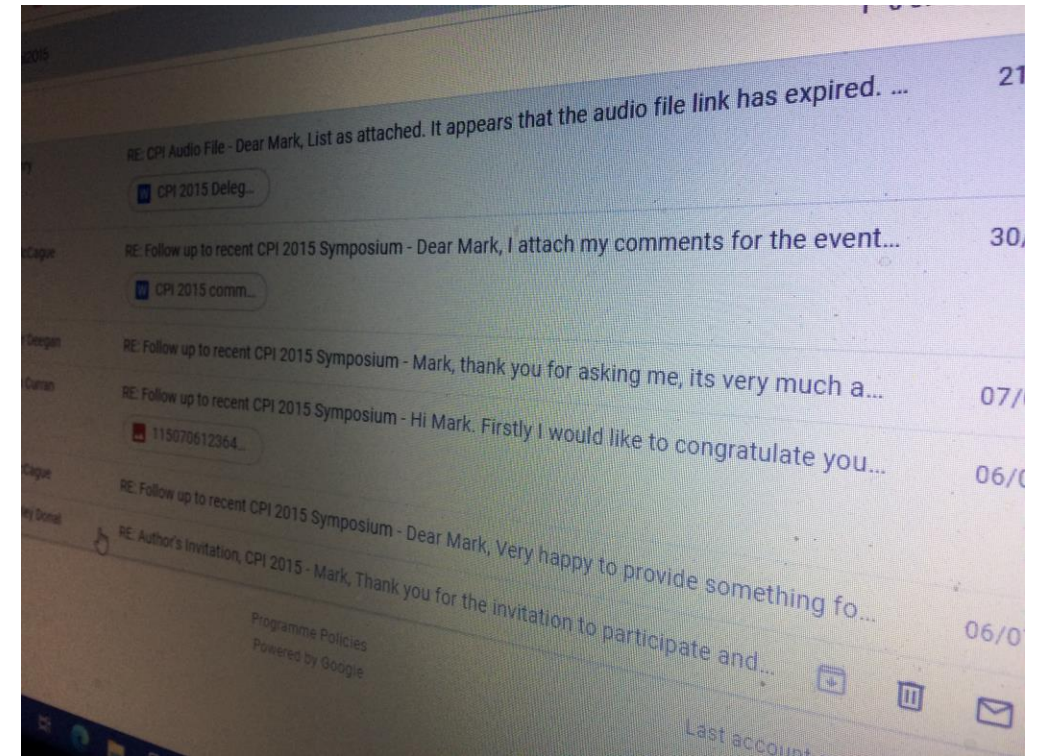 2015
21
RE: CPI Audio File - Dear Mark, List as attached. It appears that the audio file link has expired. ...
CPI 2015 Deleg...
Cague
RE: Follow up to recent CPI 2015 Symposium - Dear Mark, I attach my comments for the event...
30/
CPI 2015 comm...
Deegan
RE: Follow up to recent CPI 2015 Symposium - Mark, thank you for asking me, its very much a...
07/
Curran
RE: Follow up to recent CPI 2015 Symposium - Hi Mark. Firstly I would like to congratulate you...
06/0
115070612364...
Cague
RE: Follow up to recent CPI 2015 Symposium - Dear Mark, Very happy to provide something fo...
06/0
ey Donal
RE: Author's Invitation, CPI 2015 - Mark, Thank you for the invitation to participate and...
Programme Policies
Powered by Google
Last account